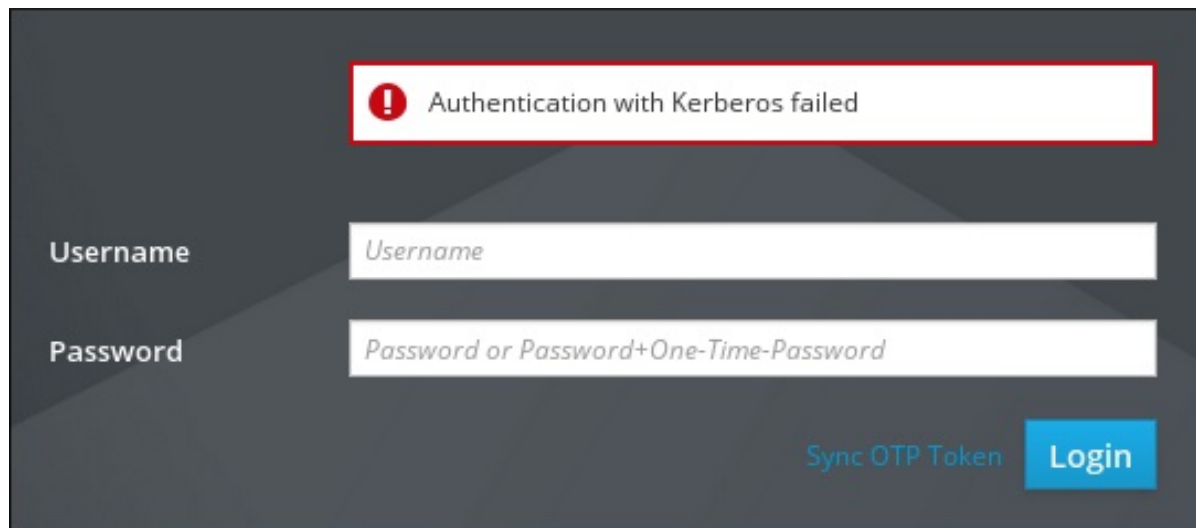 Authentication with Kerberos failed
Username
Username
Password
Password or Password+One-Time-Password
Sync OTP Token
Login